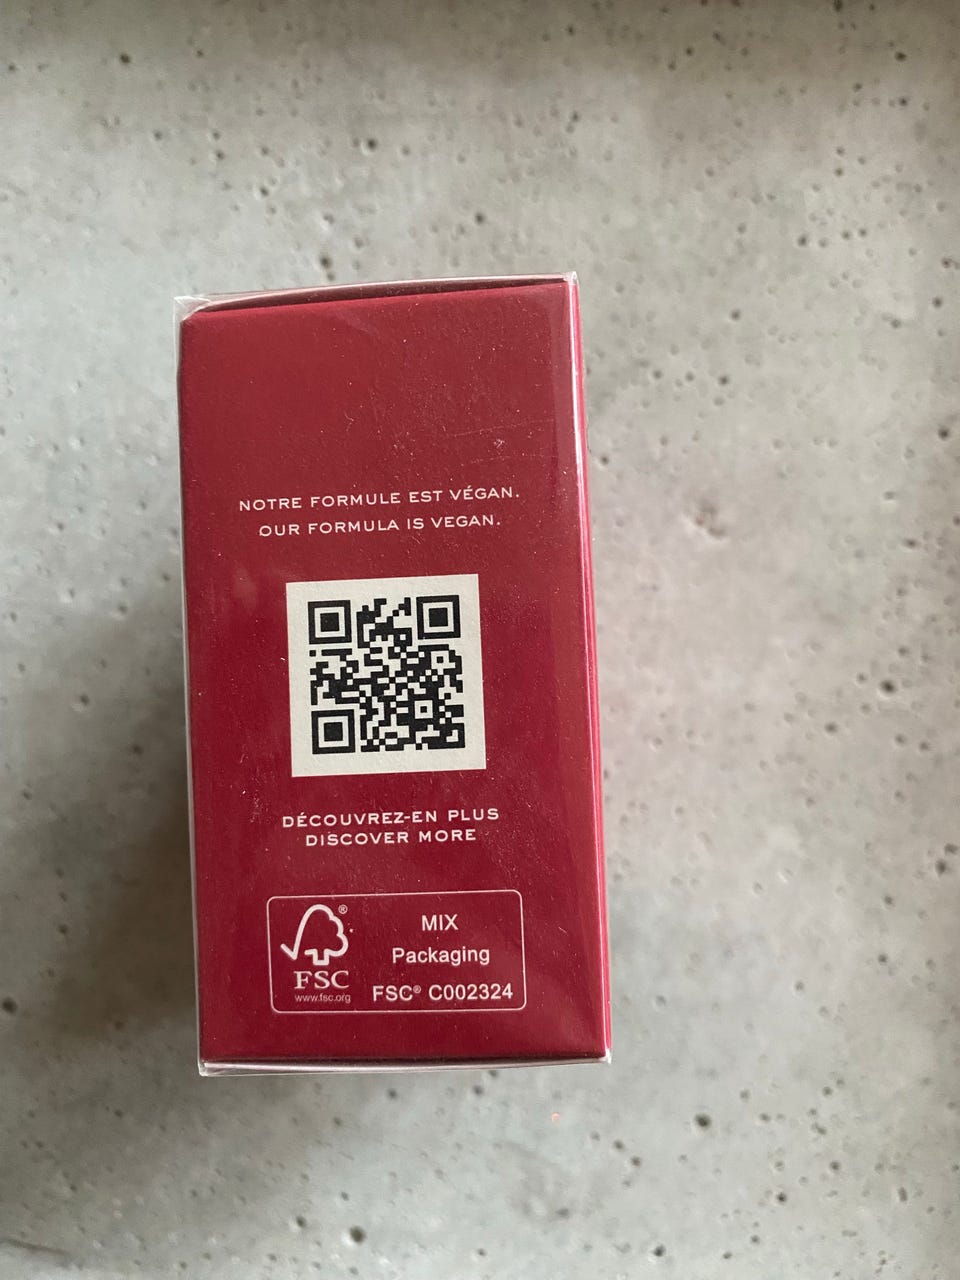 NOTRE FORMULE EST VÉGAN.
OUR FORMULA IS VEGAN.
DÉCOUVREZ-EN PLUS
DISCOVER MORE
®
FSC
www.fsc.org
MIX
Packaging
FSC® C002324